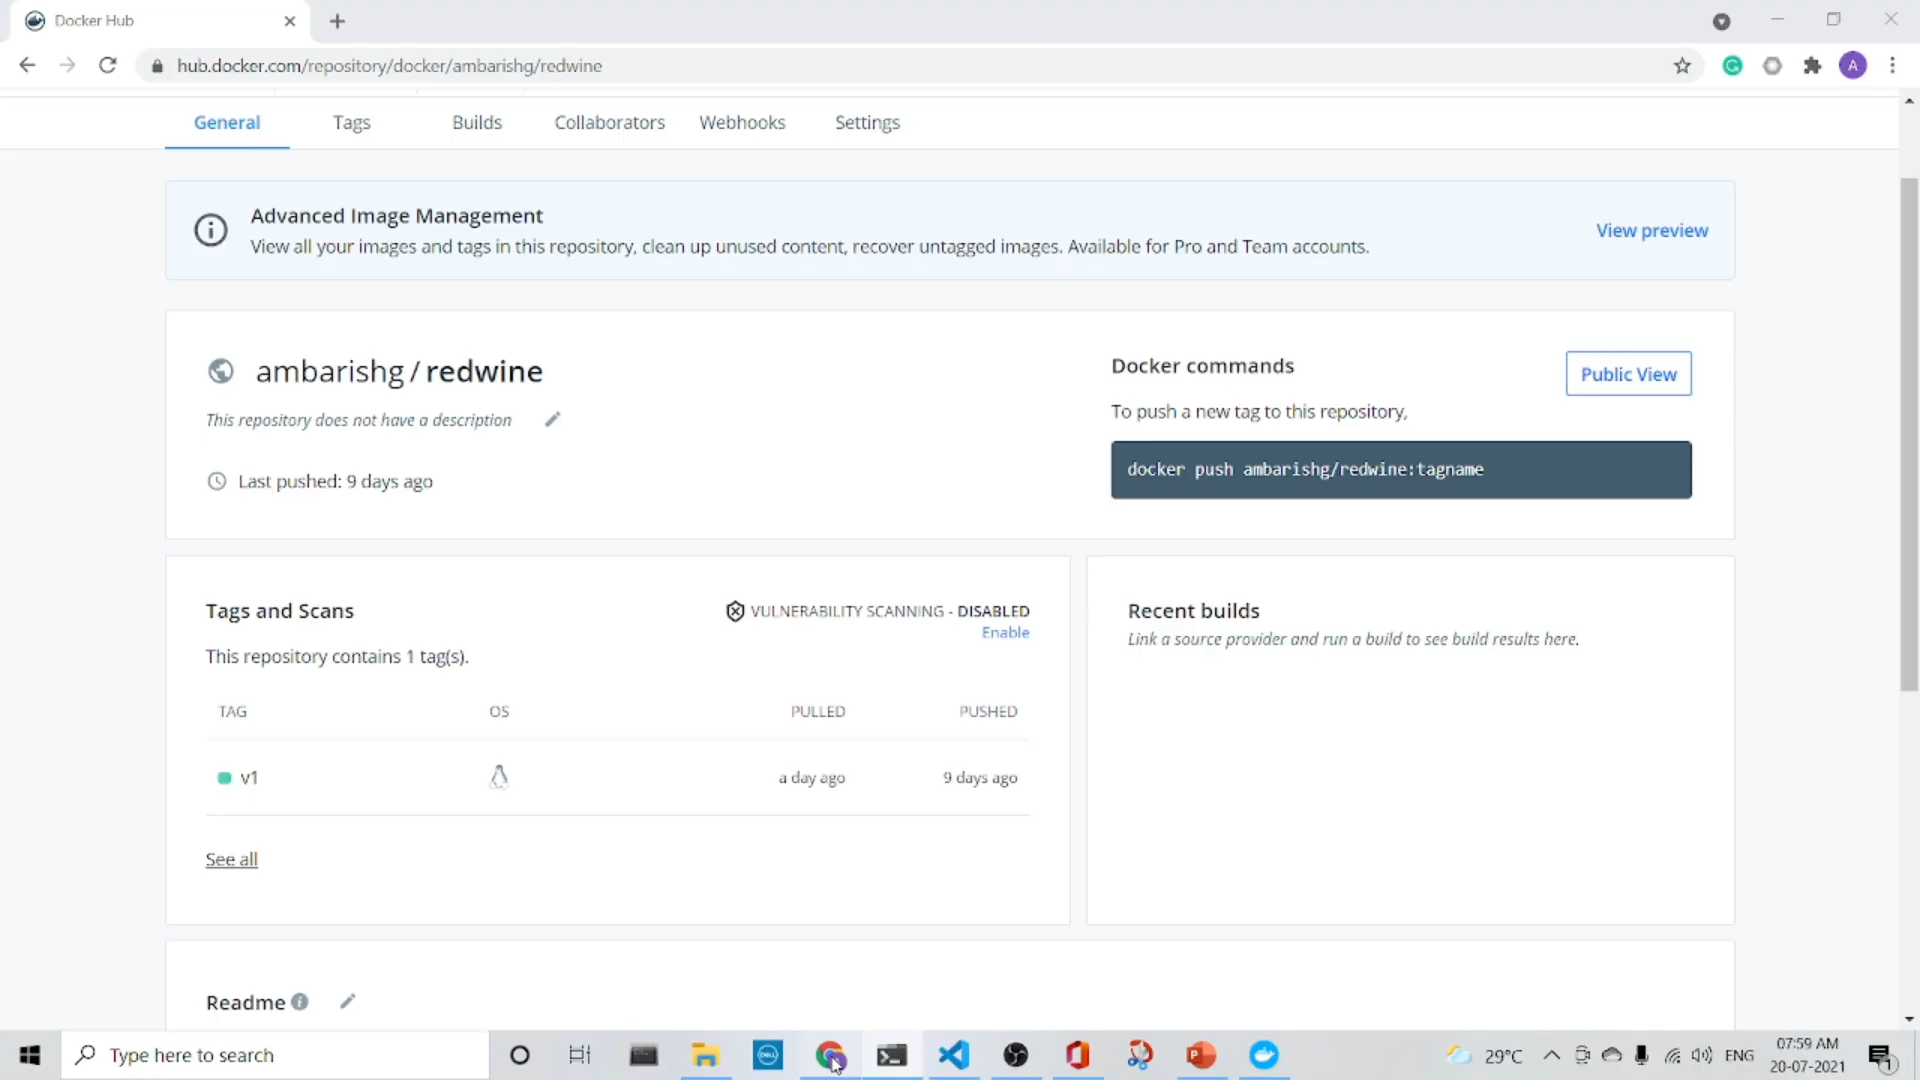 Docker Hub
hub.docker.com/repository/docker/ambarishg/redwine
A
General Tags Builds Collaborators Webhooks Settings
Advanced Image Management
View all your images and tags in this repository, clean up unused content, recover untagged images. Available for Pro and Team accounts.
View preview
ambarishg / redwine
This repository does not have a description
Last pushed: 9 days ago
Docker commands
Public View
To push a new tag to this repository,
docker push ambarishg/redwine:tagname
Tags and Scans
VULNERABILITY SCANNING - DISABLED
Enable
This repository contains 1 tag(s).
TAG OS PULLED PUSHED
v1 a day ago 9 days ago
See all
Recent builds
Link a source provider and run a build to see build results here.
Readme
Type here to search
DELL
29°C
ENG
07:59 AM
20-07-2021
1